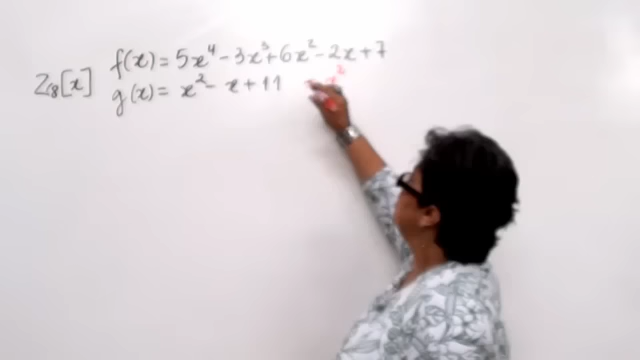 f(x) = 5x⁴ - 3x³ + 6x² - 2x + 7
Z₈[x]
g(x) = x² - x + 11